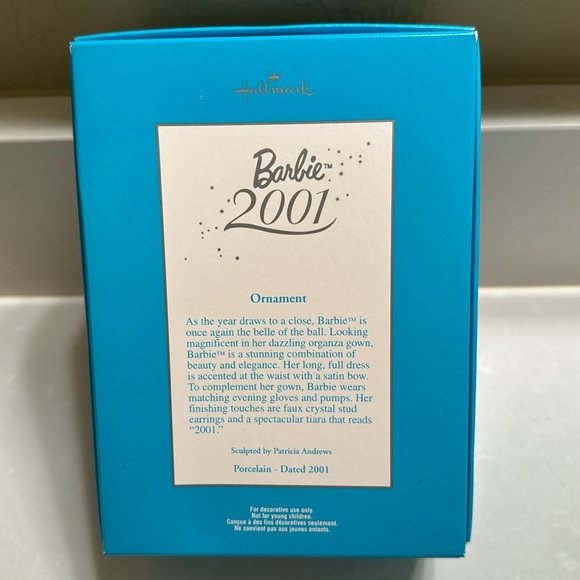 Hallmark
Barbie™
2001
Ornament
As the year draws to a close, Barbie™ is
once again the belle of the ball. Looking
magnificent in her dazzling organza gown,
Barbie™ is a stunning combination of
beauty and elegance. Her long, full dress
is accented at the waist with a satin bow.
To complement her gown, Barbie wears
matching evening gloves and pumps. Her
finishing touches are faux crystal stud
earrings and a spectacular tiara that reads
“2001.”
Sculpted by Patricia Andrews
Porcelain - Dated 2001
For decorative use only.
Not for young children.
Conçue à des fins décoratives seulement.
Ne convient pas aux jeunes enfants.